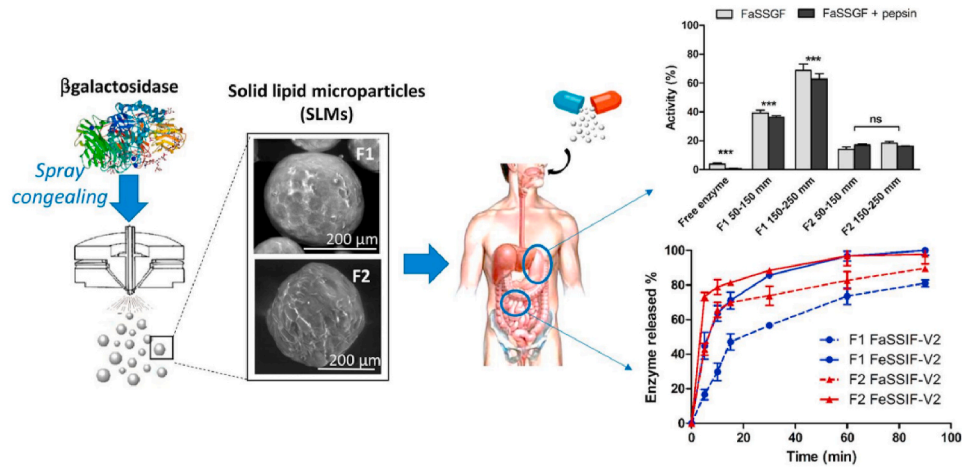 βgalactosidase
Spray
congealing
Solid lipid microparticles
(SLMs)
F1
200 µm
F2
200 µm
FaSSGF
FaSSGF + pepsin
Activity (%)
100
80
60
40
20
0
***
***
***
ns
Free enzyme
F1 50-150 mm
F1 150-250 mm
F2 50-150 mm
F2 150-250 mm
Enzyme released %
100
80
60
40
20
0
F1 FaSSIF-V2
F1 FeSSIF-V2
F2 FaSSIF-V2
F2 FeSSIF-V2
0 20 40 60 80 100
Time (min)